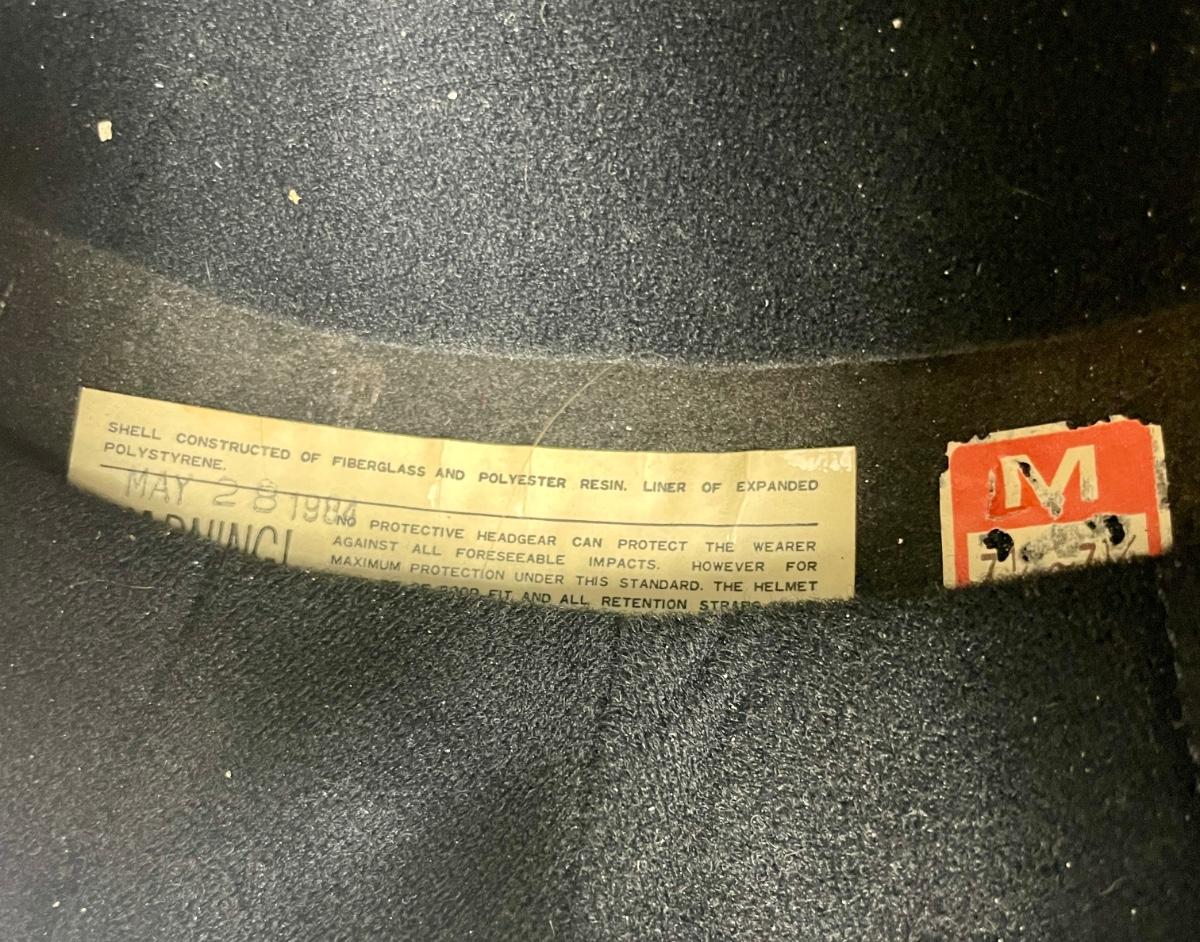 SHELL CONSTRUCTED OF FIBERGLASS AND POLYESTER RESIN. LINER OF EXPANDED
POLYSTYRENE.
MAY 28 1984
WARNING!
NO PROTECTIVE HEADGEAR CAN PROTECT THE WEARER
AGAINST ALL FORESEEABLE IMPACTS. HOWEVER FOR
MAXIMUM PROTECTION UNDER THIS STANDARD. THE HELMET
FIT AND ALL RETENTION STRAPS
M